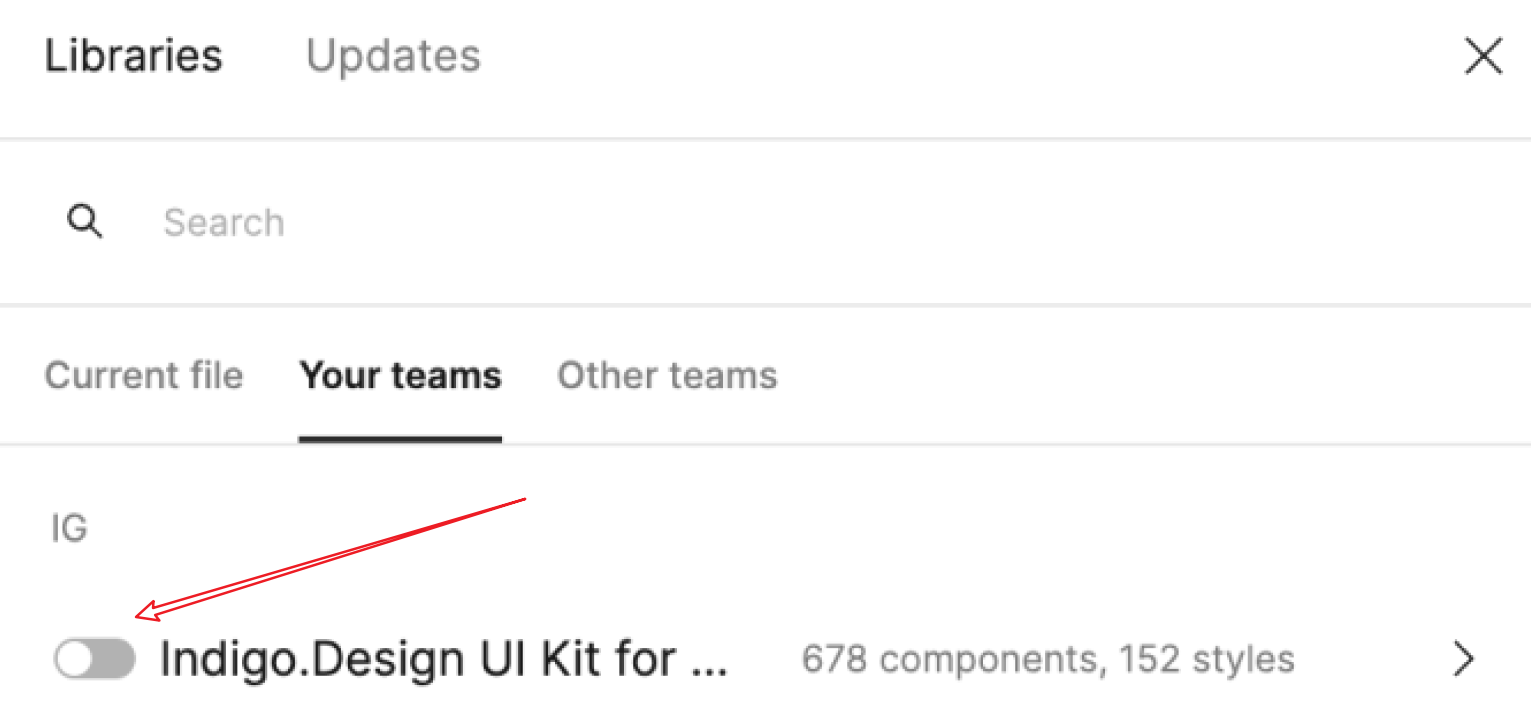 Libraries Updates
Search
Current file Your teams Other teams
IG
Indigo.Design UI Kit for ... 678 components, 152 styles